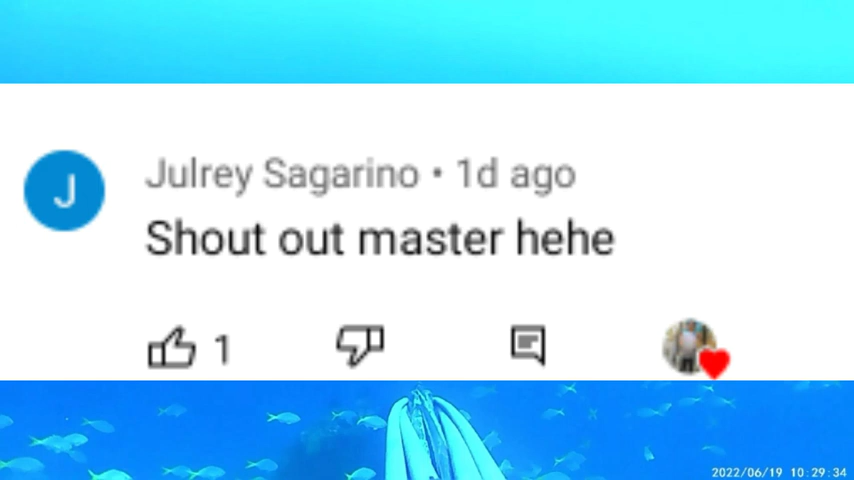 J
Julrey Sagarino • 1d ago
Shout out master hehe
1
2022/06/19 10:29:34